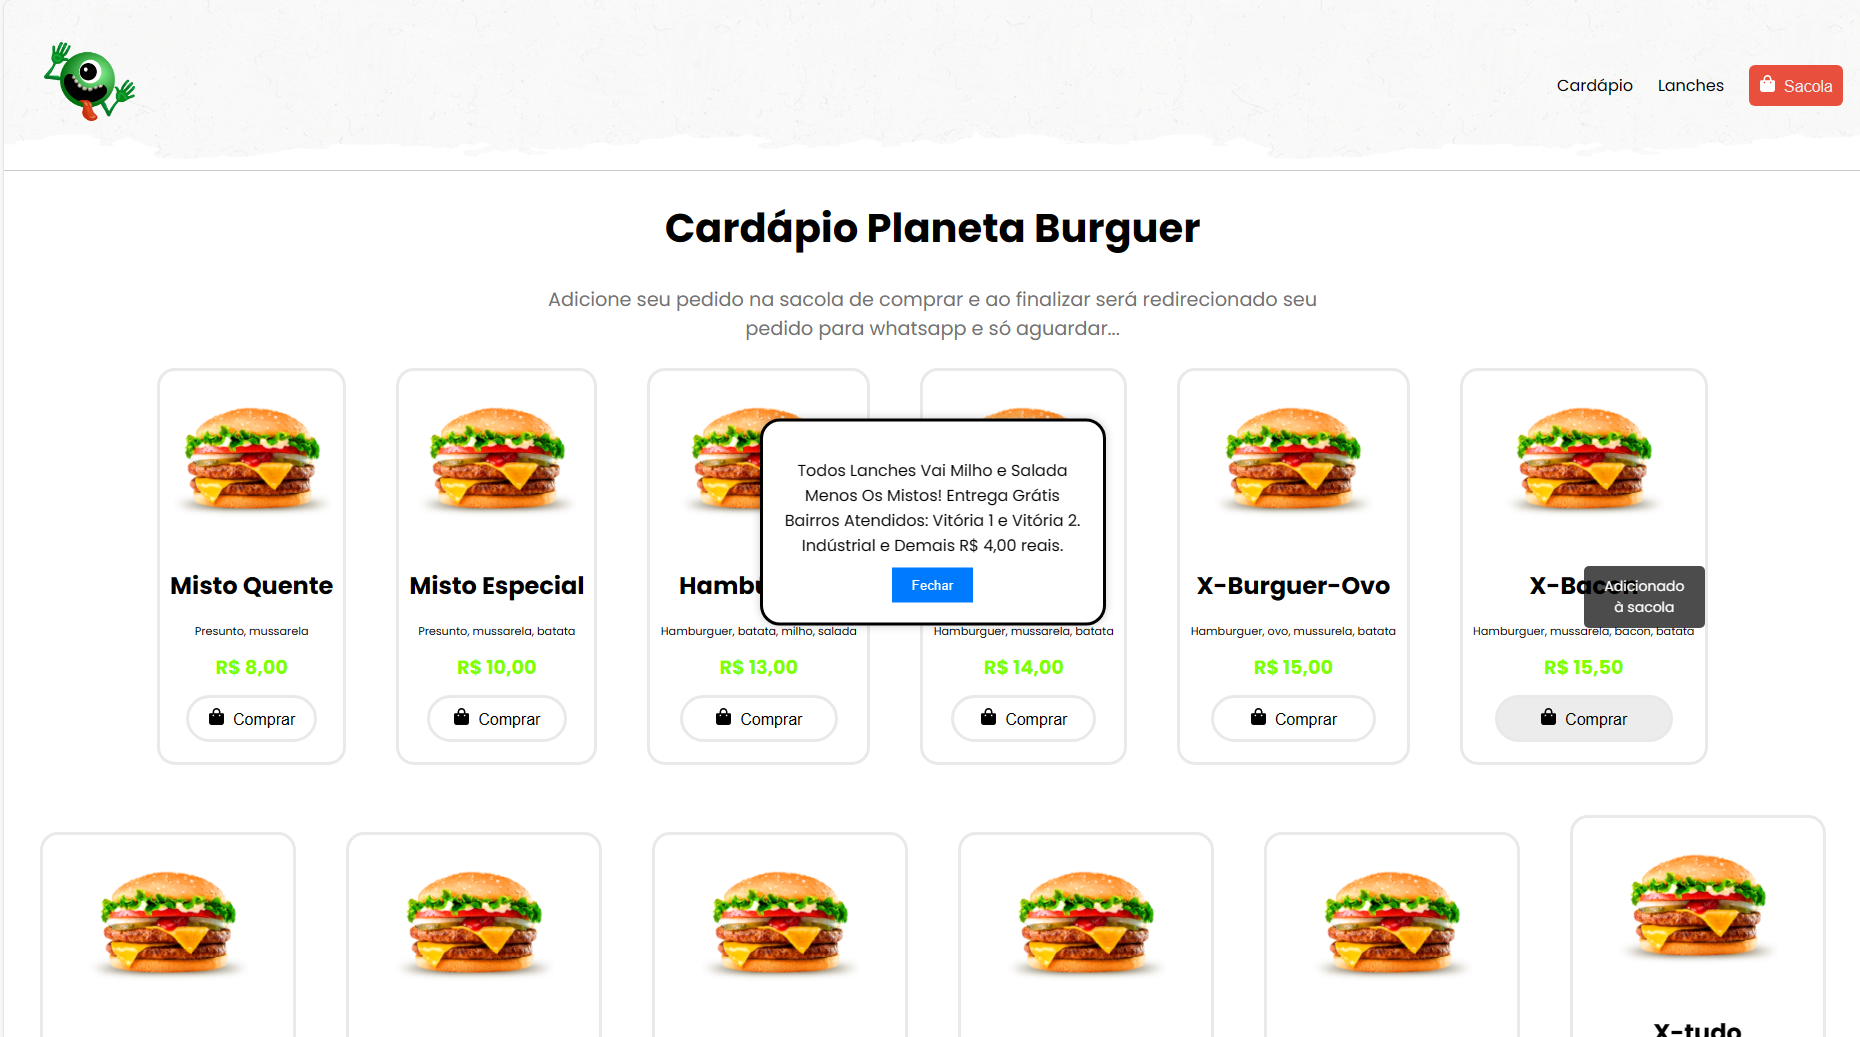 Cardápio
Lanches
Sacola
Cardápio Planeta Burguer
Adicione seu pedido na sacola de comprar e ao finalizar será redirecionado seu
pedido para whatsapp e só aguardar...
Todos Lanches Vai Milho e Salada
Menos Os Mistos! Entrega Grátis
Bairros Atendidos: Vitória 1 e Vitória 2.
Indústrial e Demais R$ 4,00 reais.
Fechar
Misto Quente
Presunto, mussarela
R$ 8,00
Comprar
Misto Especial
Presunto, mussarela, batata
R$ 10,00
Comprar
Hamburguer, batata, milho, salada
R$ 13,00
Comprar
Hamburguer, mussarela, batata
R$ 14,00
Comprar
X-Burguer-Ovo
Hamburguer, ovo, mussurela, batata
R$ 15,00
Comprar
X-Bacon
Adicionado
à sacola
Hamburguer, mussarela, bacon, batata
R$ 15,50
Comprar
X-tudo